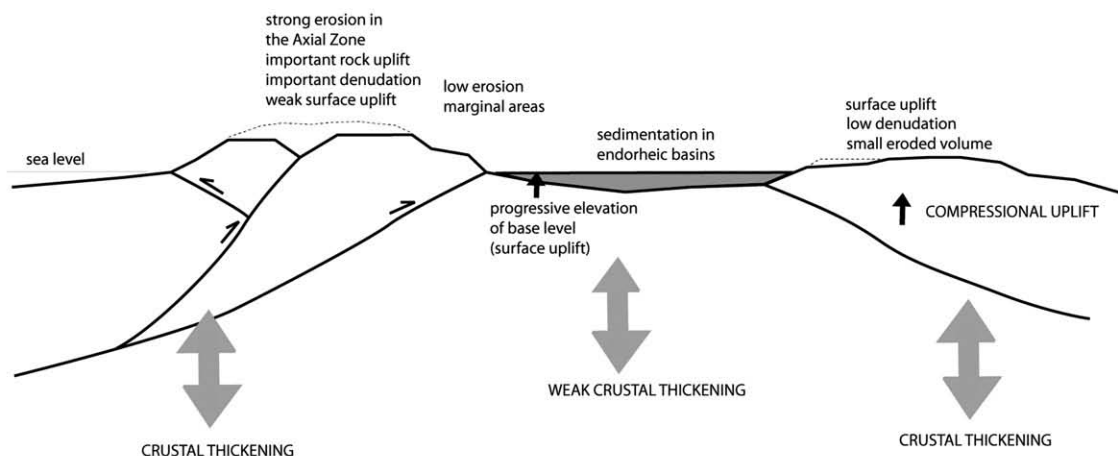 strong erosion in
the Axial Zone
important rock uplift
important denudation
weak surface uplift
low erosion
marginal areas
sedimentation in
endorheic basins
surface uplift
low denudation
small eroded volume
sea level
progressive elevation
of base level
(surface uplift)
COMPRESSIONAL UPLIFT
WEAK CRUSTAL THICKENING
CRUSTAL THICKENING
CRUSTAL THICKENING